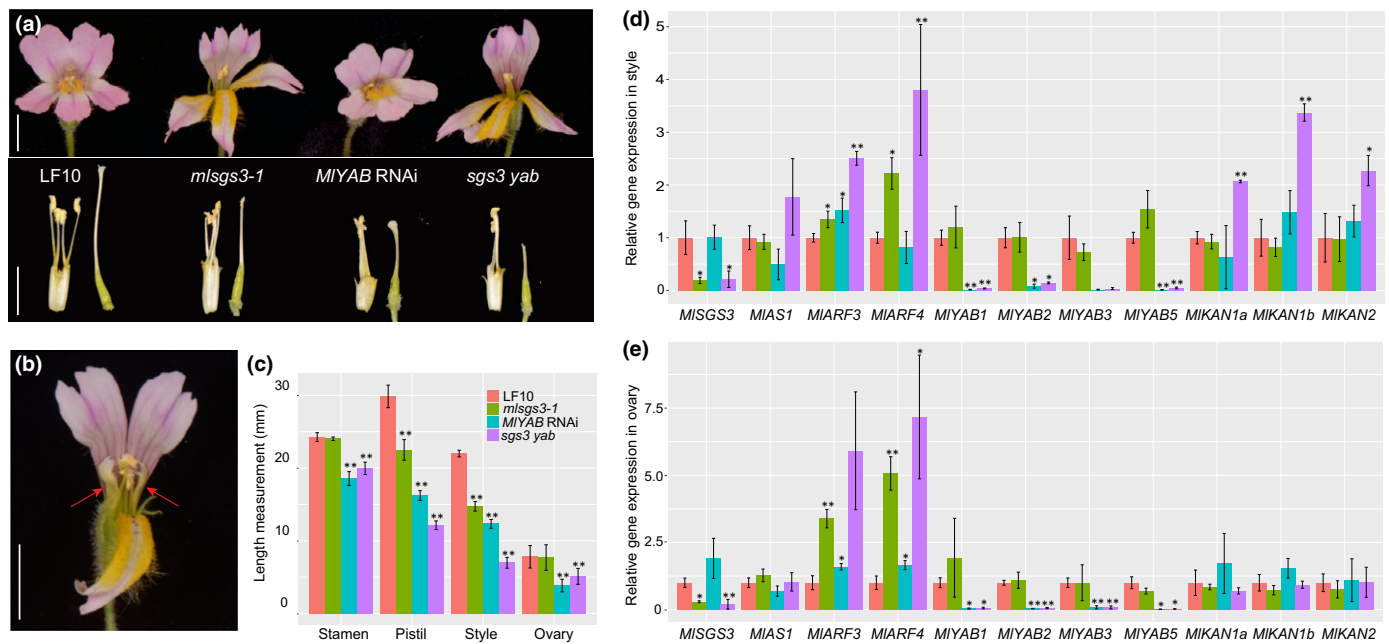 (a)
LF10 mlsgs3-1 MlYAB RNAi sgs3 yab
(b)
(c)
Length measurement (mm)
30
20
10
0
LF10
mlsgs3-1
MlYAB RNAi
sgs3 yab
** ** ** ** ** ** ** ** ** ** **
Stamen Pistil Style Ovary
(d)
Relative gene expression in style
5
4
3
2
1
0
* * * * ** * ** ** ** * * ** ** ** ** *
MlSGS3 MlAS1 MlARF3 MlARF4 MlYAB1 MlYAB2 MlYAB3 MlYAB5 MlKAN1a MlKAN1b MlKAN2
(e)
Relative gene expression in ovary
7.5
5.0
2.5
0
* ** ** * ** * * * * ** ** ** ** * *
MlSGS3 MlAS1 MlARF3 MlARF4 MlYAB1 MlYAB2 MlYAB3 MlYAB5 MlKAN1a MlKAN1b MlKAN2